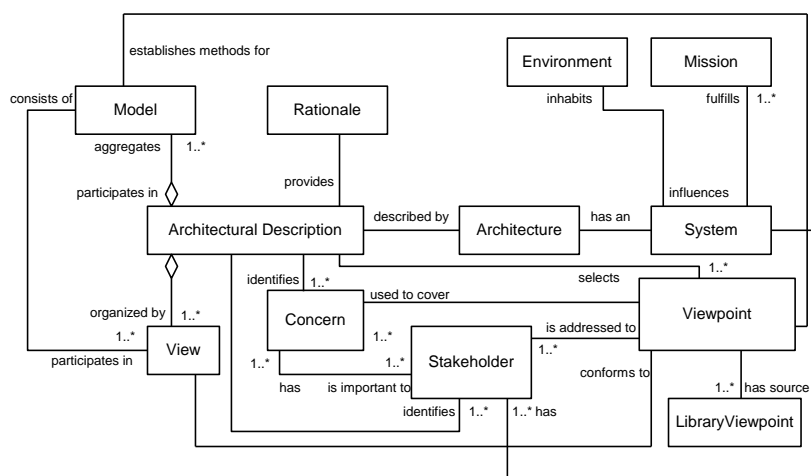 establishes methods for
Environment
Mission
consists of
inhabits
fulfills
1..*
Model
Rationale
aggregates
1..*
provides
participates in
influences
Architectural Description
described by
Architecture
has an
System
identifies
1..*
selects
1..*
used to cover
organized by
1..*
Concern
Viewpoint
1..*
1..*
is addressed to
View
Stakeholder
1..*
participates in
1..*
1..*
conforms to
has
is important to
1..*
has source
identifies
1..*
1..*
has
LibraryViewpoint